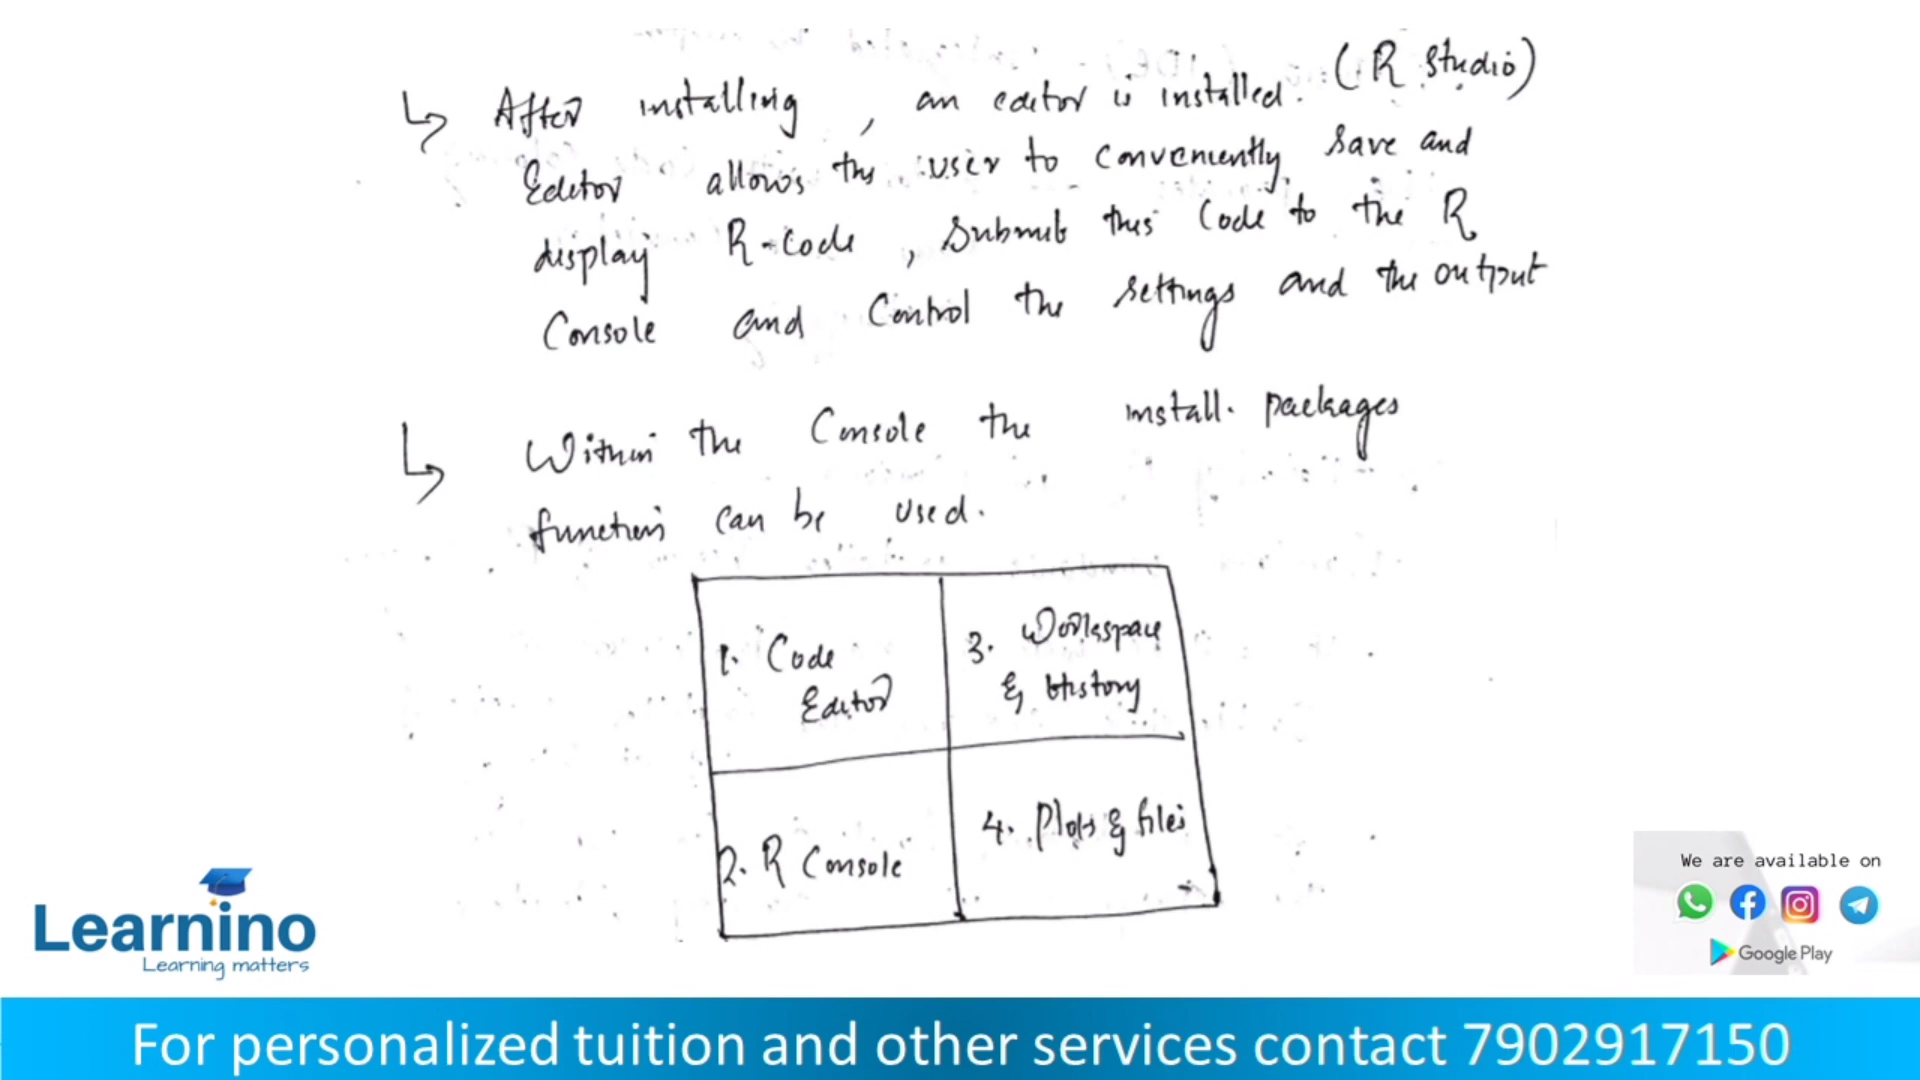 ↳ After installing, an editor is installed. (R Studio)
Editor allows the user to conveniently save and
display R-code, submit this code to the R
Console and Control the settings and the output
↳ Within the Console the install.packages
function can be used.
1. Code
Editor
3. Workspace
& History
2. R Console
4. Plots & files
Learnino
Learning matters
We are available on
Google Play
For personalized tuition and other services contact 7902917150